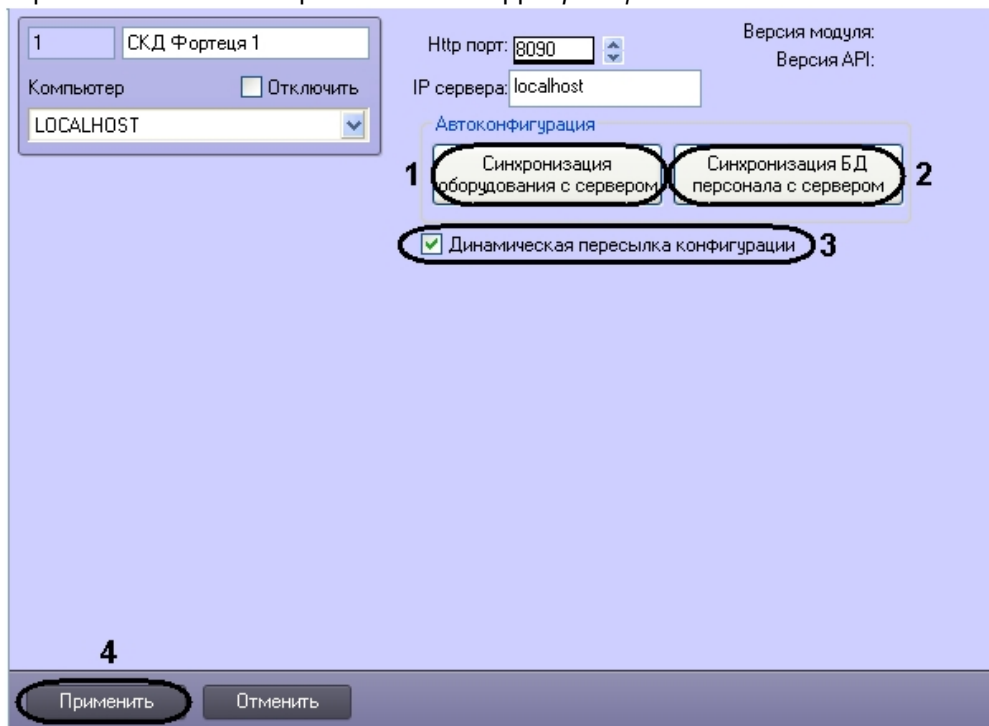 1 СКД Фортеця 1
Http порт: 8090
Версия модуля:
Версия API:
Компьютер Отключить
IP сервера: localhost
LOCALHOST
Автоконфигурация
1 Синхронизация оборудования с сервером
Синхронизация БД персонала с сервером 2
Динамическая пересылка конфигурации 3
4
Применить Отменить